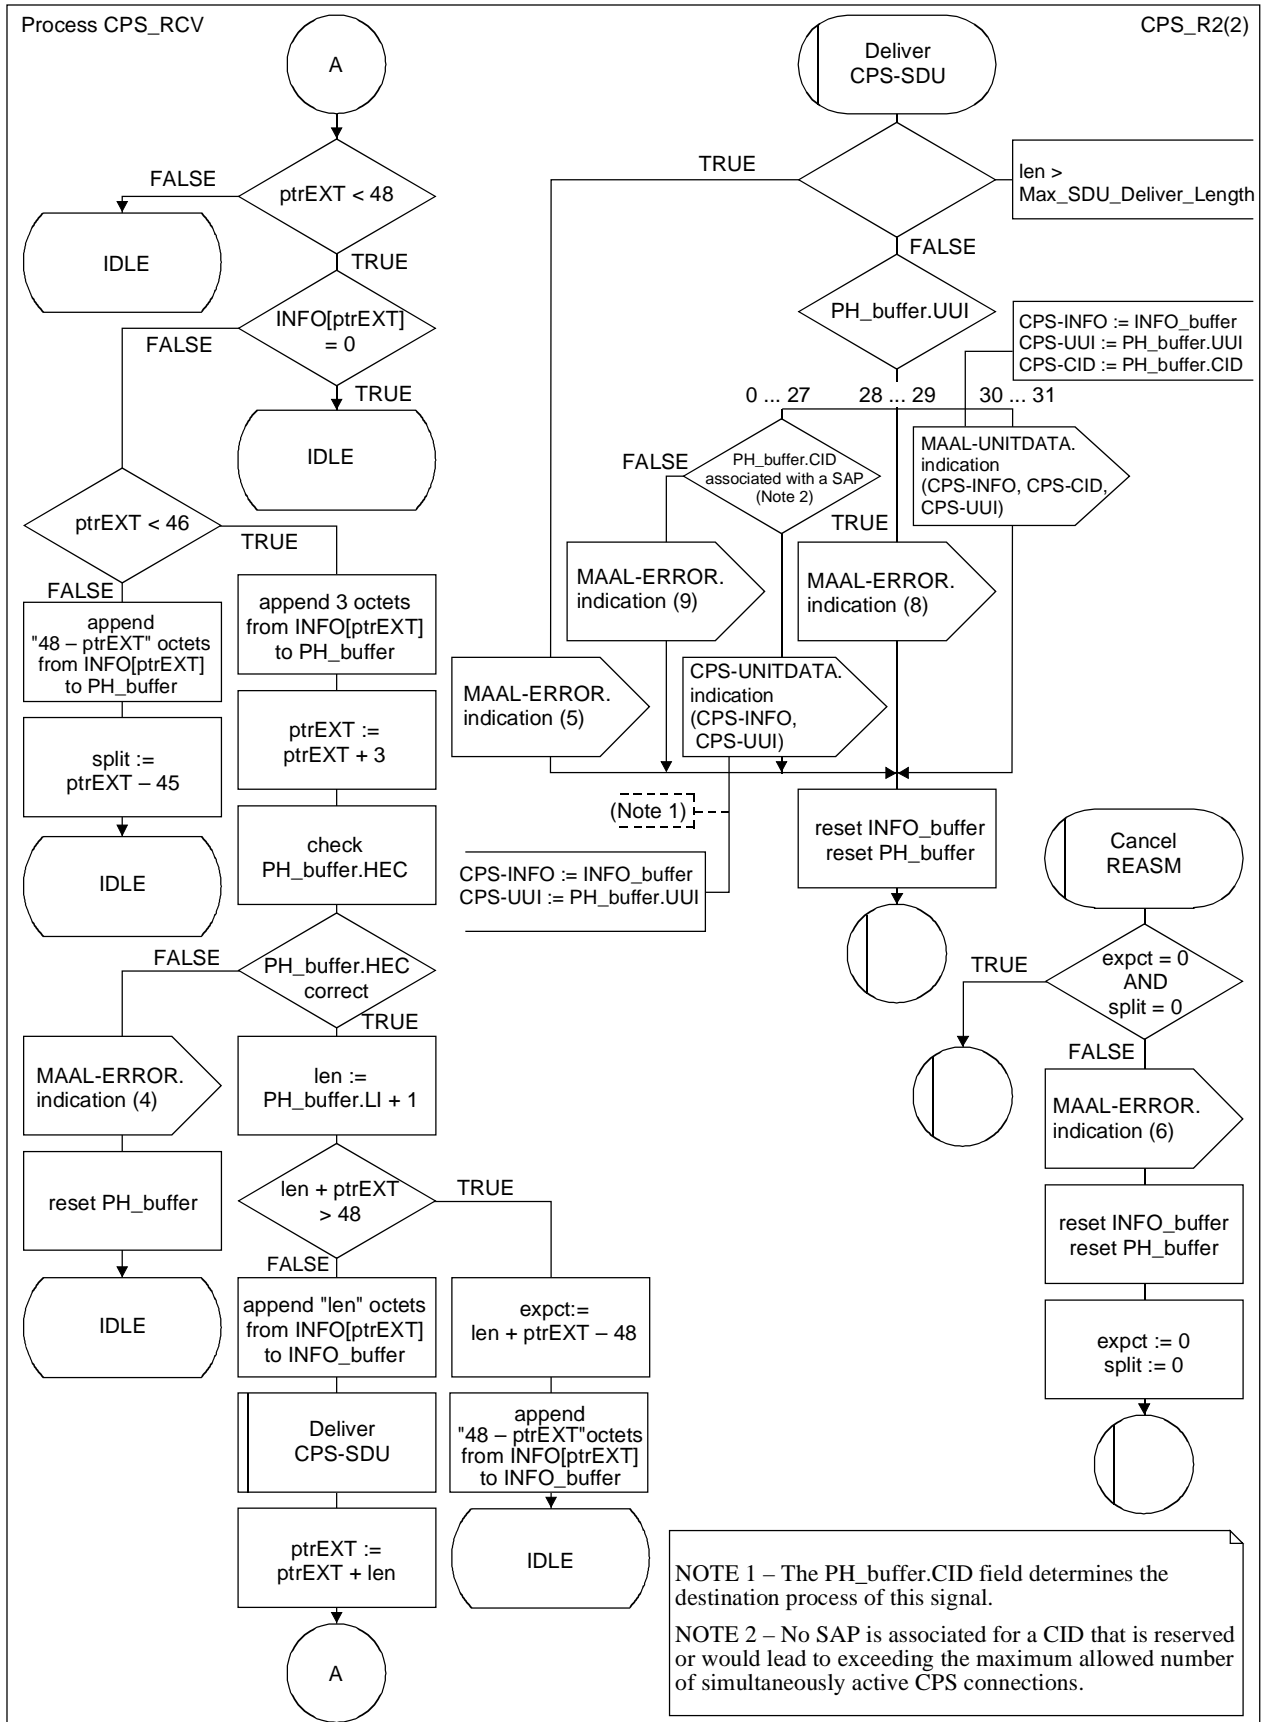 Process CPS_RCV
CPS_R2(2)
A
ptrEXT < 48
FALSE
IDLE
TRUE
INFO[ptrEXT]
= 0
FALSE
TRUE
IDLE
ptrEXT < 46
TRUE
FALSE
append
"48 – ptrEXT" octets
from INFO[ptrEXT]
to PH_buffer
split :=
ptrEXT – 45
IDLE
append 3 octets
from INFO[ptrEXT]
to PH_buffer
ptrEXT :=
ptrEXT + 3
check
PH_buffer.HEC
PH_buffer.HEC
correct
FALSE
TRUE
MAAL-ERROR.
indication (4)
reset PH_buffer
IDLE
len :=
PH_buffer.LI + 1
len + ptrEXT
> 48
TRUE
FALSE
append "len" octets
from INFO[ptrEXT]
to INFO_buffer
Deliver
CPS-SDU
ptrEXT :=
ptrEXT + len
A
expct:=
len + ptrEXT – 48
append
"48 – ptrEXT"octets
from INFO[ptrEXT]
to INFO_buffer
IDLE
Deliver
CPS-SDU
TRUE
len >
Max_SDU_Deliver_Length
FALSE
PH_buffer.UUI
CPS-INFO := INFO_buffer
CPS-UUI := PH_buffer.UUI
CPS-CID := PH_buffer.CID
0 ... 27
28 ... 29
30 ... 31
FALSE
PH_buffer.CID
associated with a SAP
(Note 2)
TRUE
MAAL-UNITDATA.
indication
(CPS-INFO, CPS-CID,
CPS-UUI)
MAAL-ERROR.
indication (9)
MAAL-ERROR.
indication (8)
MAAL-ERROR.
indication (5)
CPS-UNITDATA.
indication
(CPS-INFO,
CPS-UUI)
(Note 1)
CPS-INFO := INFO_buffer
CPS-UUI := PH_buffer.UUI
reset INFO_buffer
reset PH_buffer
Cancel
REASM
expct = 0
AND
split = 0
TRUE
FALSE
MAAL-ERROR.
indication (6)
reset INFO_buffer
reset PH_buffer
expct := 0
split := 0
NOTE 1 – The PH_buffer.CID field determines the
destination process of this signal.
NOTE 2 – No SAP is associated for a CID that is reserved
or would lead to exceeding the maximum allowed number
of simultaneously active CPS connections.